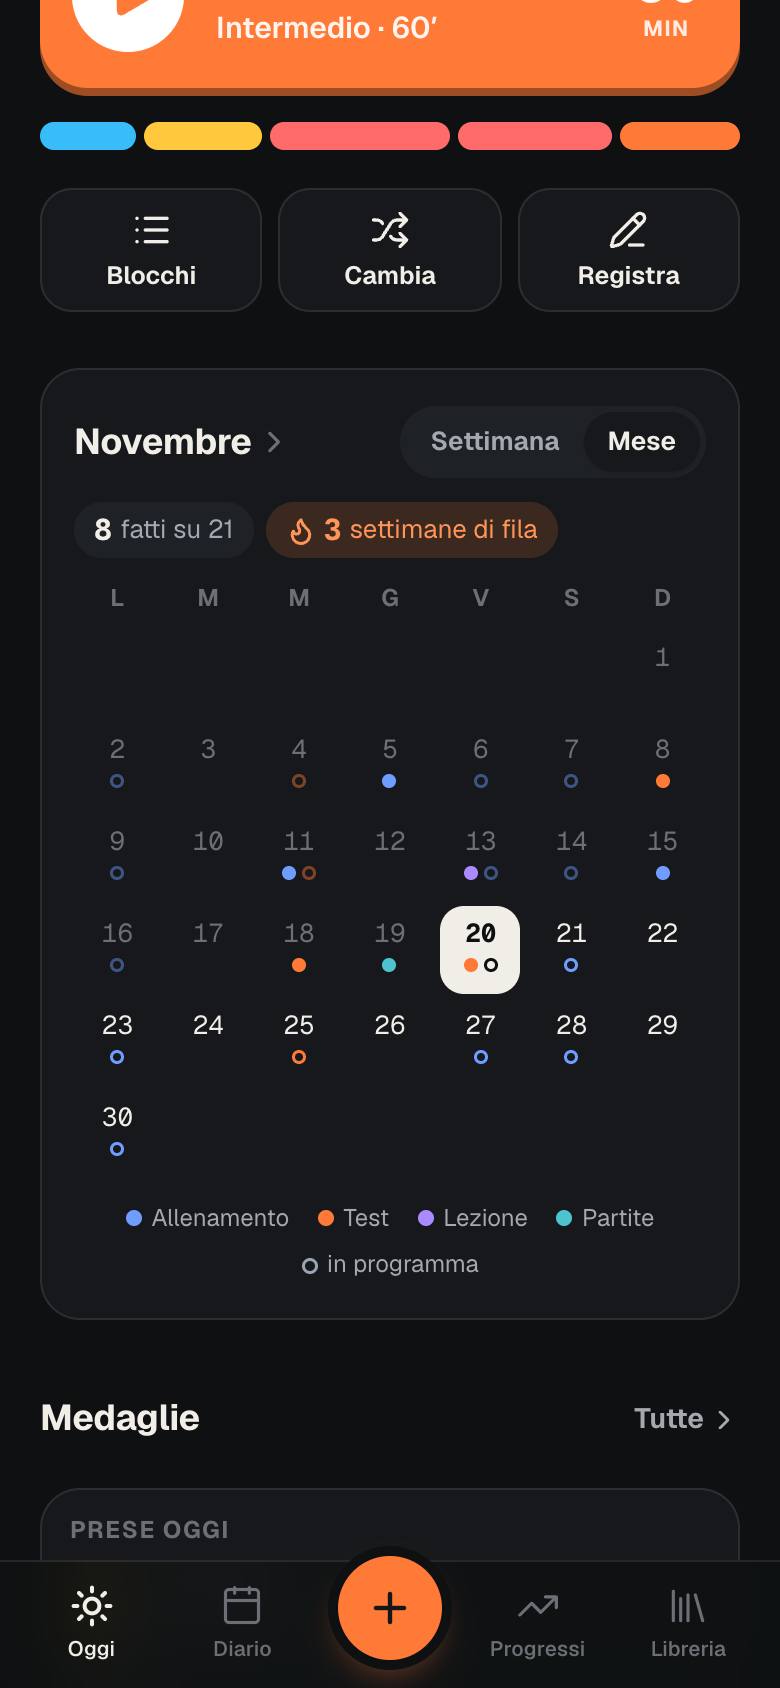 Intermedio · 60′
MIN
Blocchi
Cambia
Registra
Novembre
Settimana
Mese
8 fatti su 21
3 settimane di fila
L M M G V S D
1
2 3 4 5 6 7 8
9 10 11 12 13 14 15
16 17 18 19 20 21 22
23 24 25 26 27 28 29
30
Allenamento Test Lezione Partite
in programma
Medaglie
Tutte
PRESE OGGI
Oggi
Diario
Progressi
Libreria